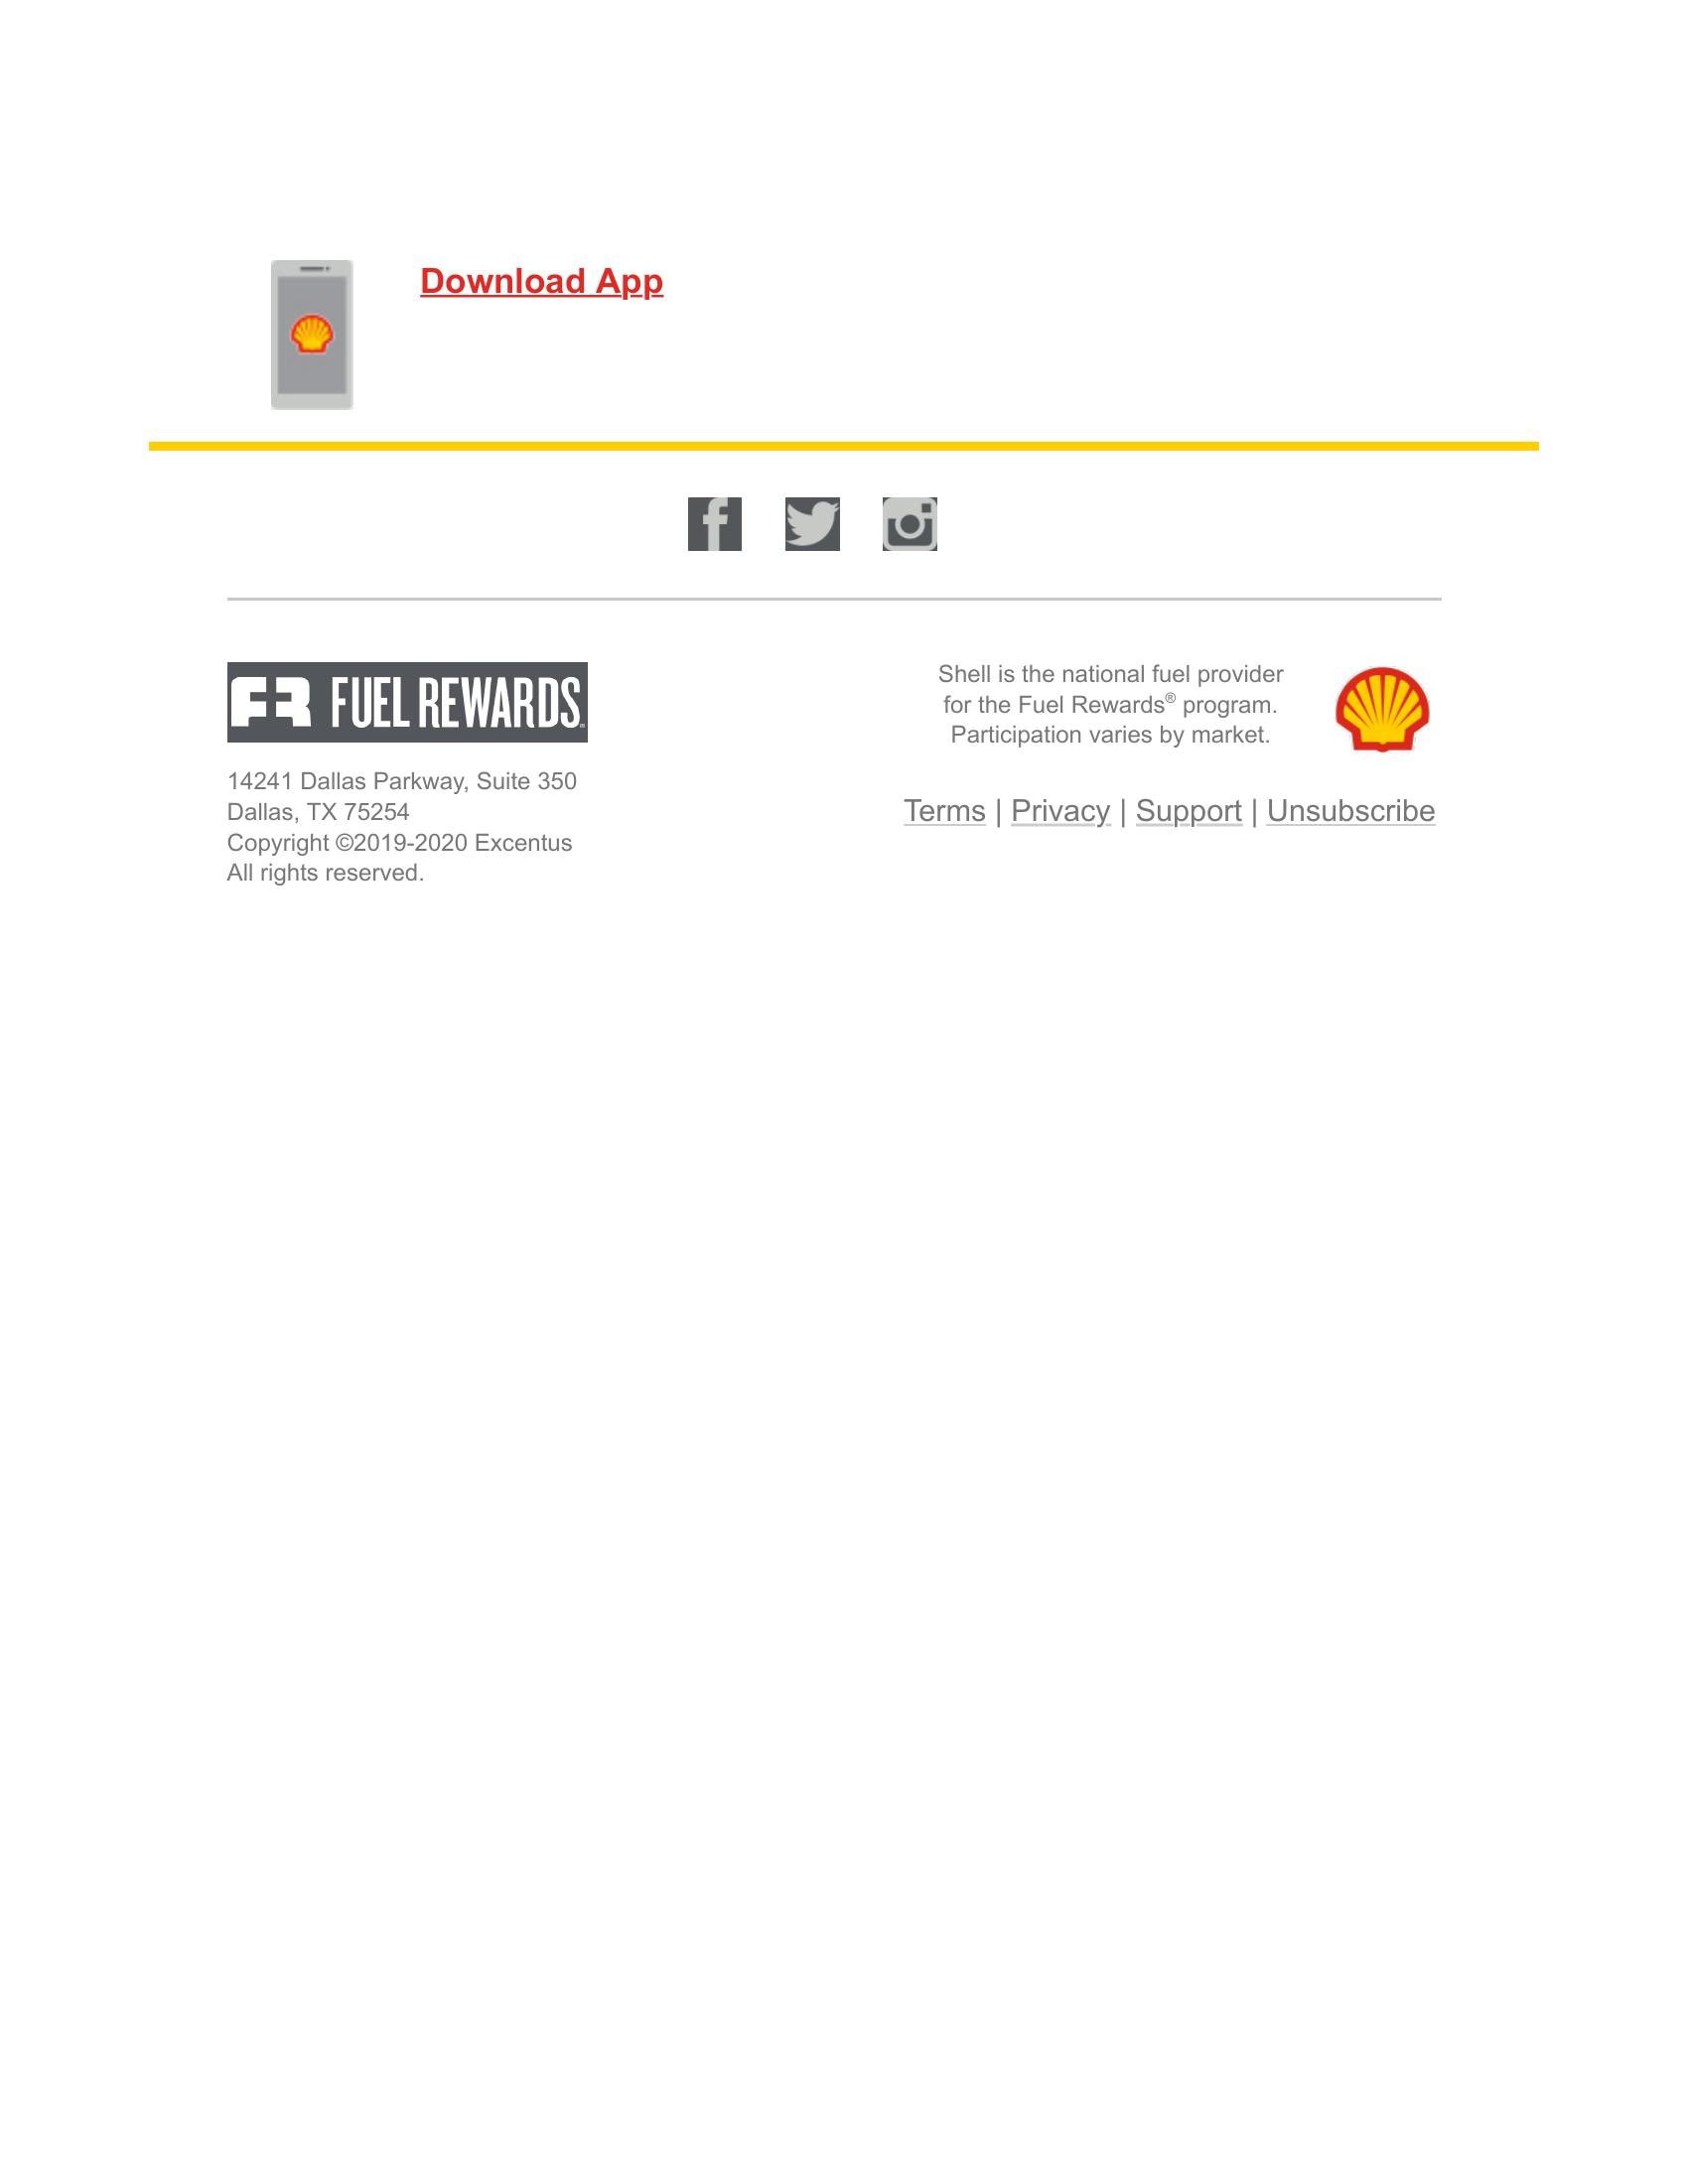 Download App
FUEL REWARDS
14241 Dallas Parkway, Suite 350
Dallas, TX 75254
Copyright ©2019-2020 Excentus
All rights reserved.
Shell is the national fuel provider
for the Fuel Rewards® program.
Participation varies by market.
Terms | Privacy | Support | Unsubscribe